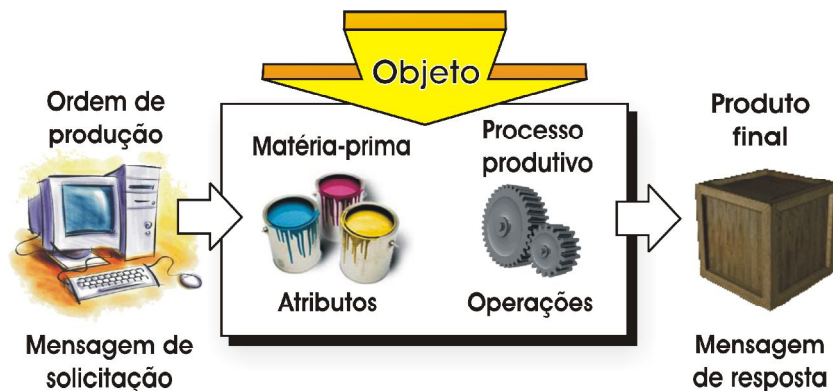 Objeto
Ordem de
produção
Mensagem de
solicitação
Matéria-prima
Atributos
Processo
produtivo
Operações
Produto
final
Mensagem
de resposta